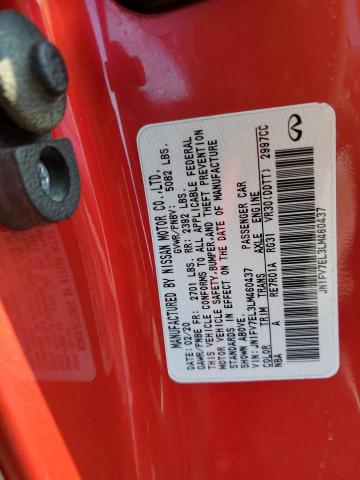 MANUFACTURED BY NISSAN MOTOR CO.,LTD.
DATE: 02/20 GVWR/PNBV: 5082 LBS.
GAWR/PNBE FR: 2701 LBS. RR: 2392 LBS.
THIS VEHICLE CONFORMS TO ALL APPLICABLE FEDERAL
MOTOR VEHICLE SAFETY,BUMPER,AND THEFT PREVENTION
STANDARDS IN EFFECT ON THE DATE OF MANUFACTURE
SHOWN ABOVE.
VIN:JN1FV7EL3LM460437 PASSENGER CAR
COLOR TRIM TRANS AXLE ENGINE
NBA A RE7R01A RG31 VR30(DDTT) 2997CC
JN1FV7EL3LM460437
INFINITI